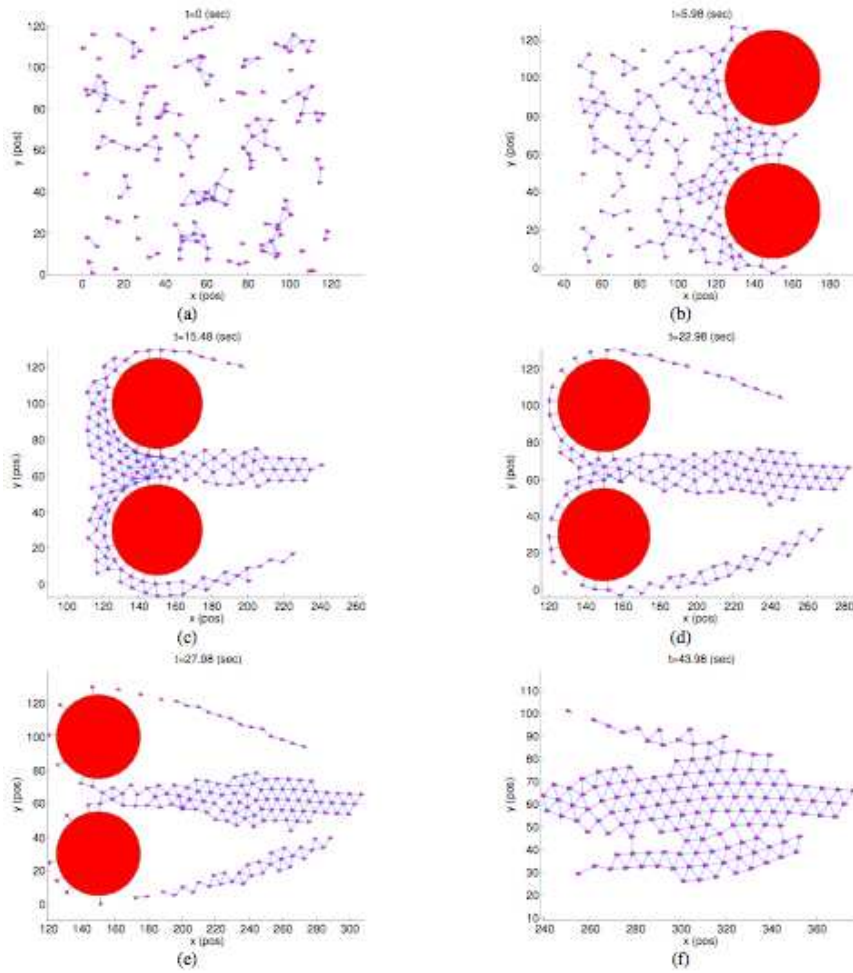 t=0 (sec)
120
100
80
60
40
20
0
y (pos)
0 20 40 60 80 100 120
x (pos)
(a)
t=5.98 (sec)
120
100
80
60
40
20
0
y (pos)
40 60 80 100 120 140 160 180
x (pos)
(b)
t=15.48 (sec)
120
100
80
60
40
20
0
y (pos)
100 120 140 160 180 200 220 240 260
x (pos)
(c)
t=22.98 (sec)
120
100
80
60
40
20
0
y (pos)
120 140 160 180 200 220 240 260 280
x (pos)
(d)
t=27.98 (sec)
120
100
80
60
40
20
0
y (pos)
120 140 160 180 200 220 240 260 280 300
x (pos)
(e)
t=43.98 (sec)
110
100
90
80
70
60
50
40
30
20
10
y (pos)
240 260 280 300 320 340 360
x (pos)
(f)